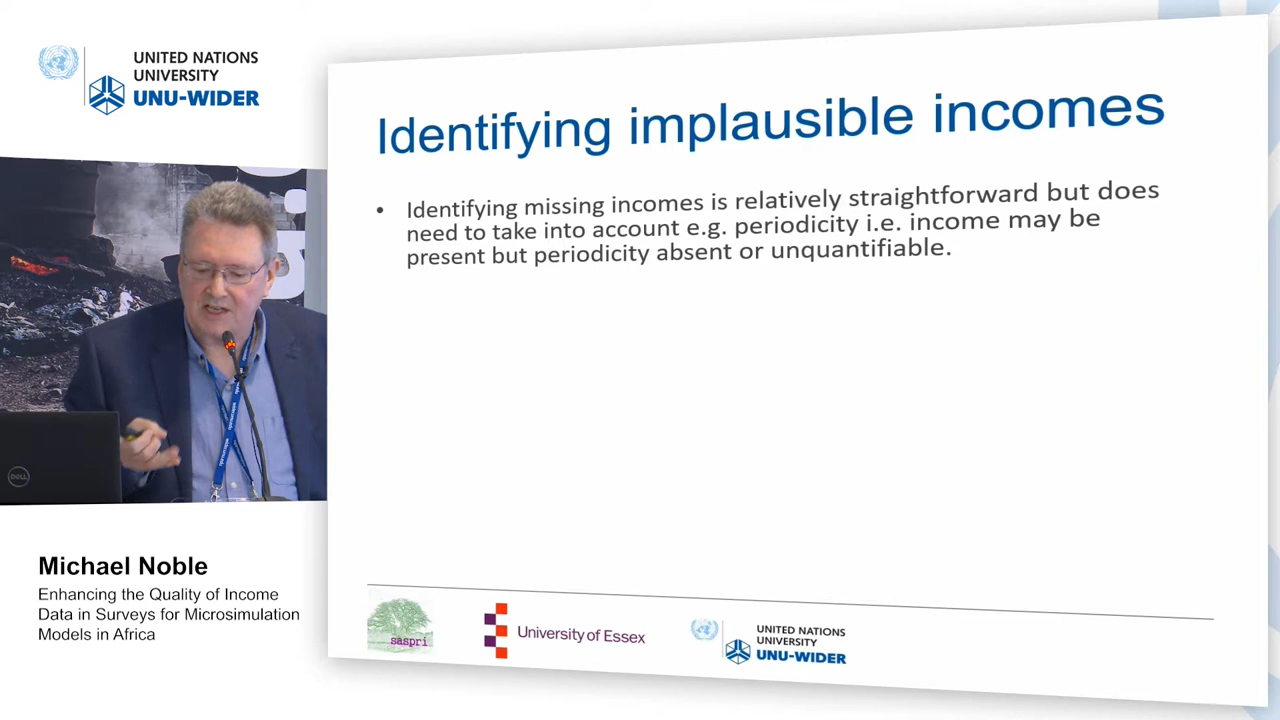 UNITED NATIONS
UNIVERSITY
UNU-WIDER
Identifying implausible incomes
• Identifying missing incomes is relatively straightforward but does
need to take into account e.g. periodicity i.e. income may be
present but periodicity absent or unquantifiable.
DELL
Michael Noble
Enhancing the Quality of Income
Data in Surveys for Microsimulation
Models in Africa
saspri
University of Essex
UNITED NATIONS
UNIVERSITY
UNU-WIDER